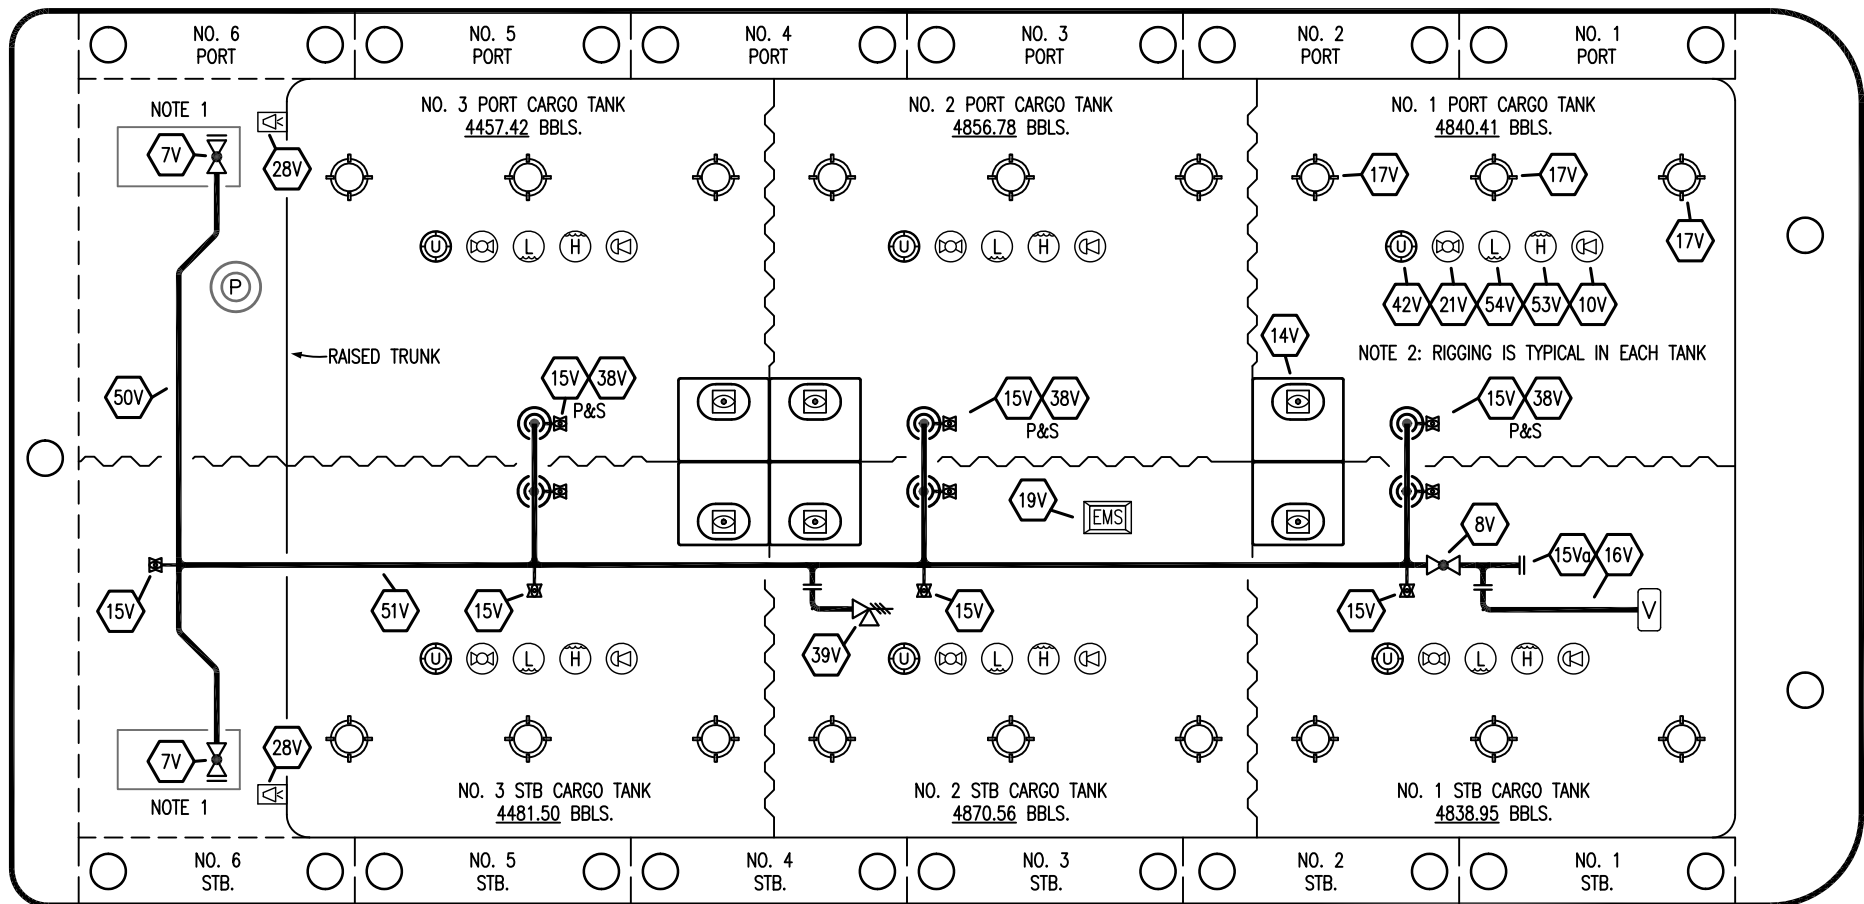 NO. 6
PORT
NO. 5
PORT
NO. 4
PORT
NO. 3
PORT
NO. 2
PORT
NO. 1
PORT
NOTE 1
7V
28V
NO. 3 PORT CARGO TANK
4457.42 BBLS.
NO. 2 PORT CARGO TANK
4856.78 BBLS.
NO. 1 PORT CARGO TANK
4840.41 BBLS.
17V
17V
17V
U
L
H
U
L
H
U
L
H
P
42V
21V
54V
53V
10V
RAISED TRUNK
14V
NOTE 2: RIGGING IS TYPICAL IN EACH TANK
50V
15V
38V
P&S
15V
38V
P&S
15V
38V
P&S
19V
EMS
8V
15Va
16V
15V
51V
15V
39V
15V
15V
V
U
L
H
U
L
H
U
L
H
7V
28V
NOTE 1
NO. 3 STB CARGO TANK
4481.50 BBLS.
NO. 2 STB CARGO TANK
4870.56 BBLS.
NO. 1 STB CARGO TANK
4838.95 BBLS.
NO. 6
STB.
NO. 5
STB.
NO. 4
STB.
NO. 3
STB.
NO. 2
STB.
NO. 1
STB.